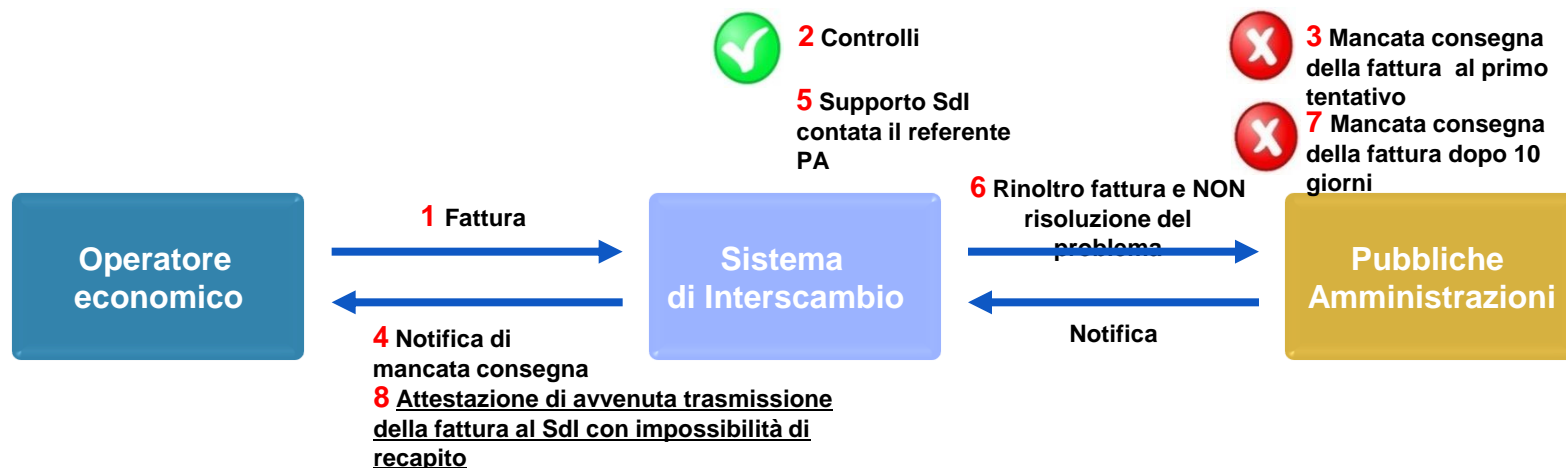 2 Controlli
5 Supporto SdI
contata il referente
PA
3 Mancata consegna
della fattura al primo
tentativo
7 Mancata consegna
della fattura dopo 10
giorni
Operatore
economico
1 Fattura
Sistema
di Interscambio
6 Rinoltro fattura e NON
risoluzione del
problema
Pubbliche
Amministrazioni
Notifica
4 Notifica di
mancata consegna
8 Attestazione di avvenuta trasmissione
della fattura al SdI con impossibilità di
recapito